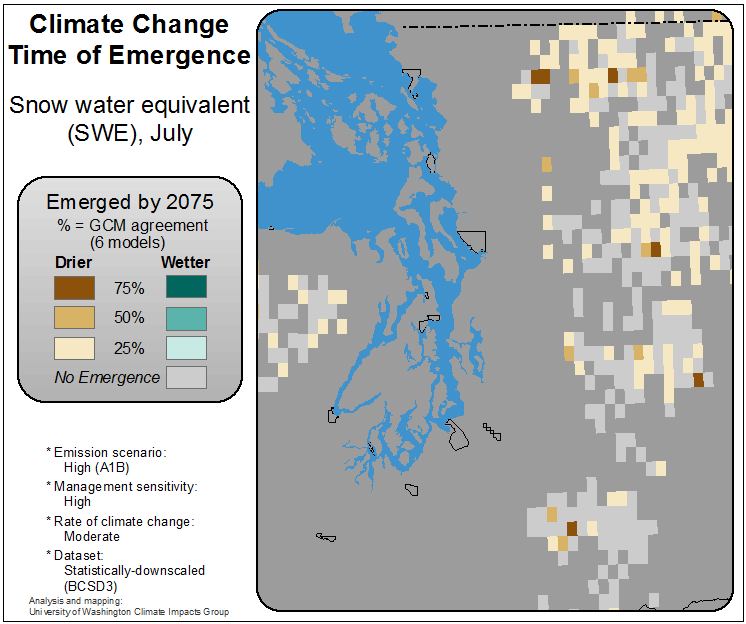 Climate Change
Time of Emergence
Snow water equivalent
(SWE), July
Emerged by 2075
% = GCM agreement
(6 models)
Drier Wetter
75%
50%
25%
No Emergence
* Emission scenario:
High (A1B)
* Management sensitivity:
High
* Rate of climate change:
Moderate
* Dataset:
Statistically-downscaled
(BCSD3)
Analysis and mapping:
University of Washington Climate Impacts Group